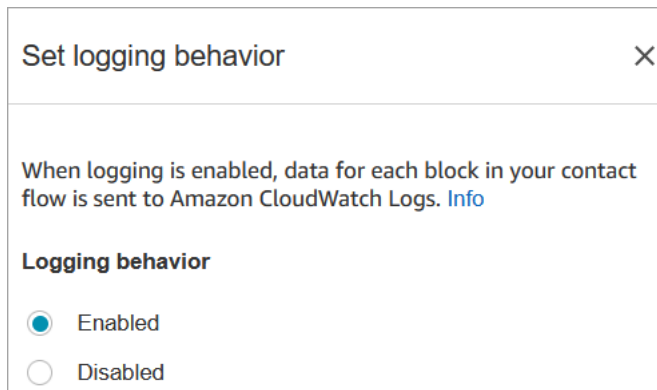 Set logging behavior
When logging is enabled, data for each block in your contact
flow is sent to Amazon CloudWatch Logs. Info
Logging behavior
Enabled
Disabled